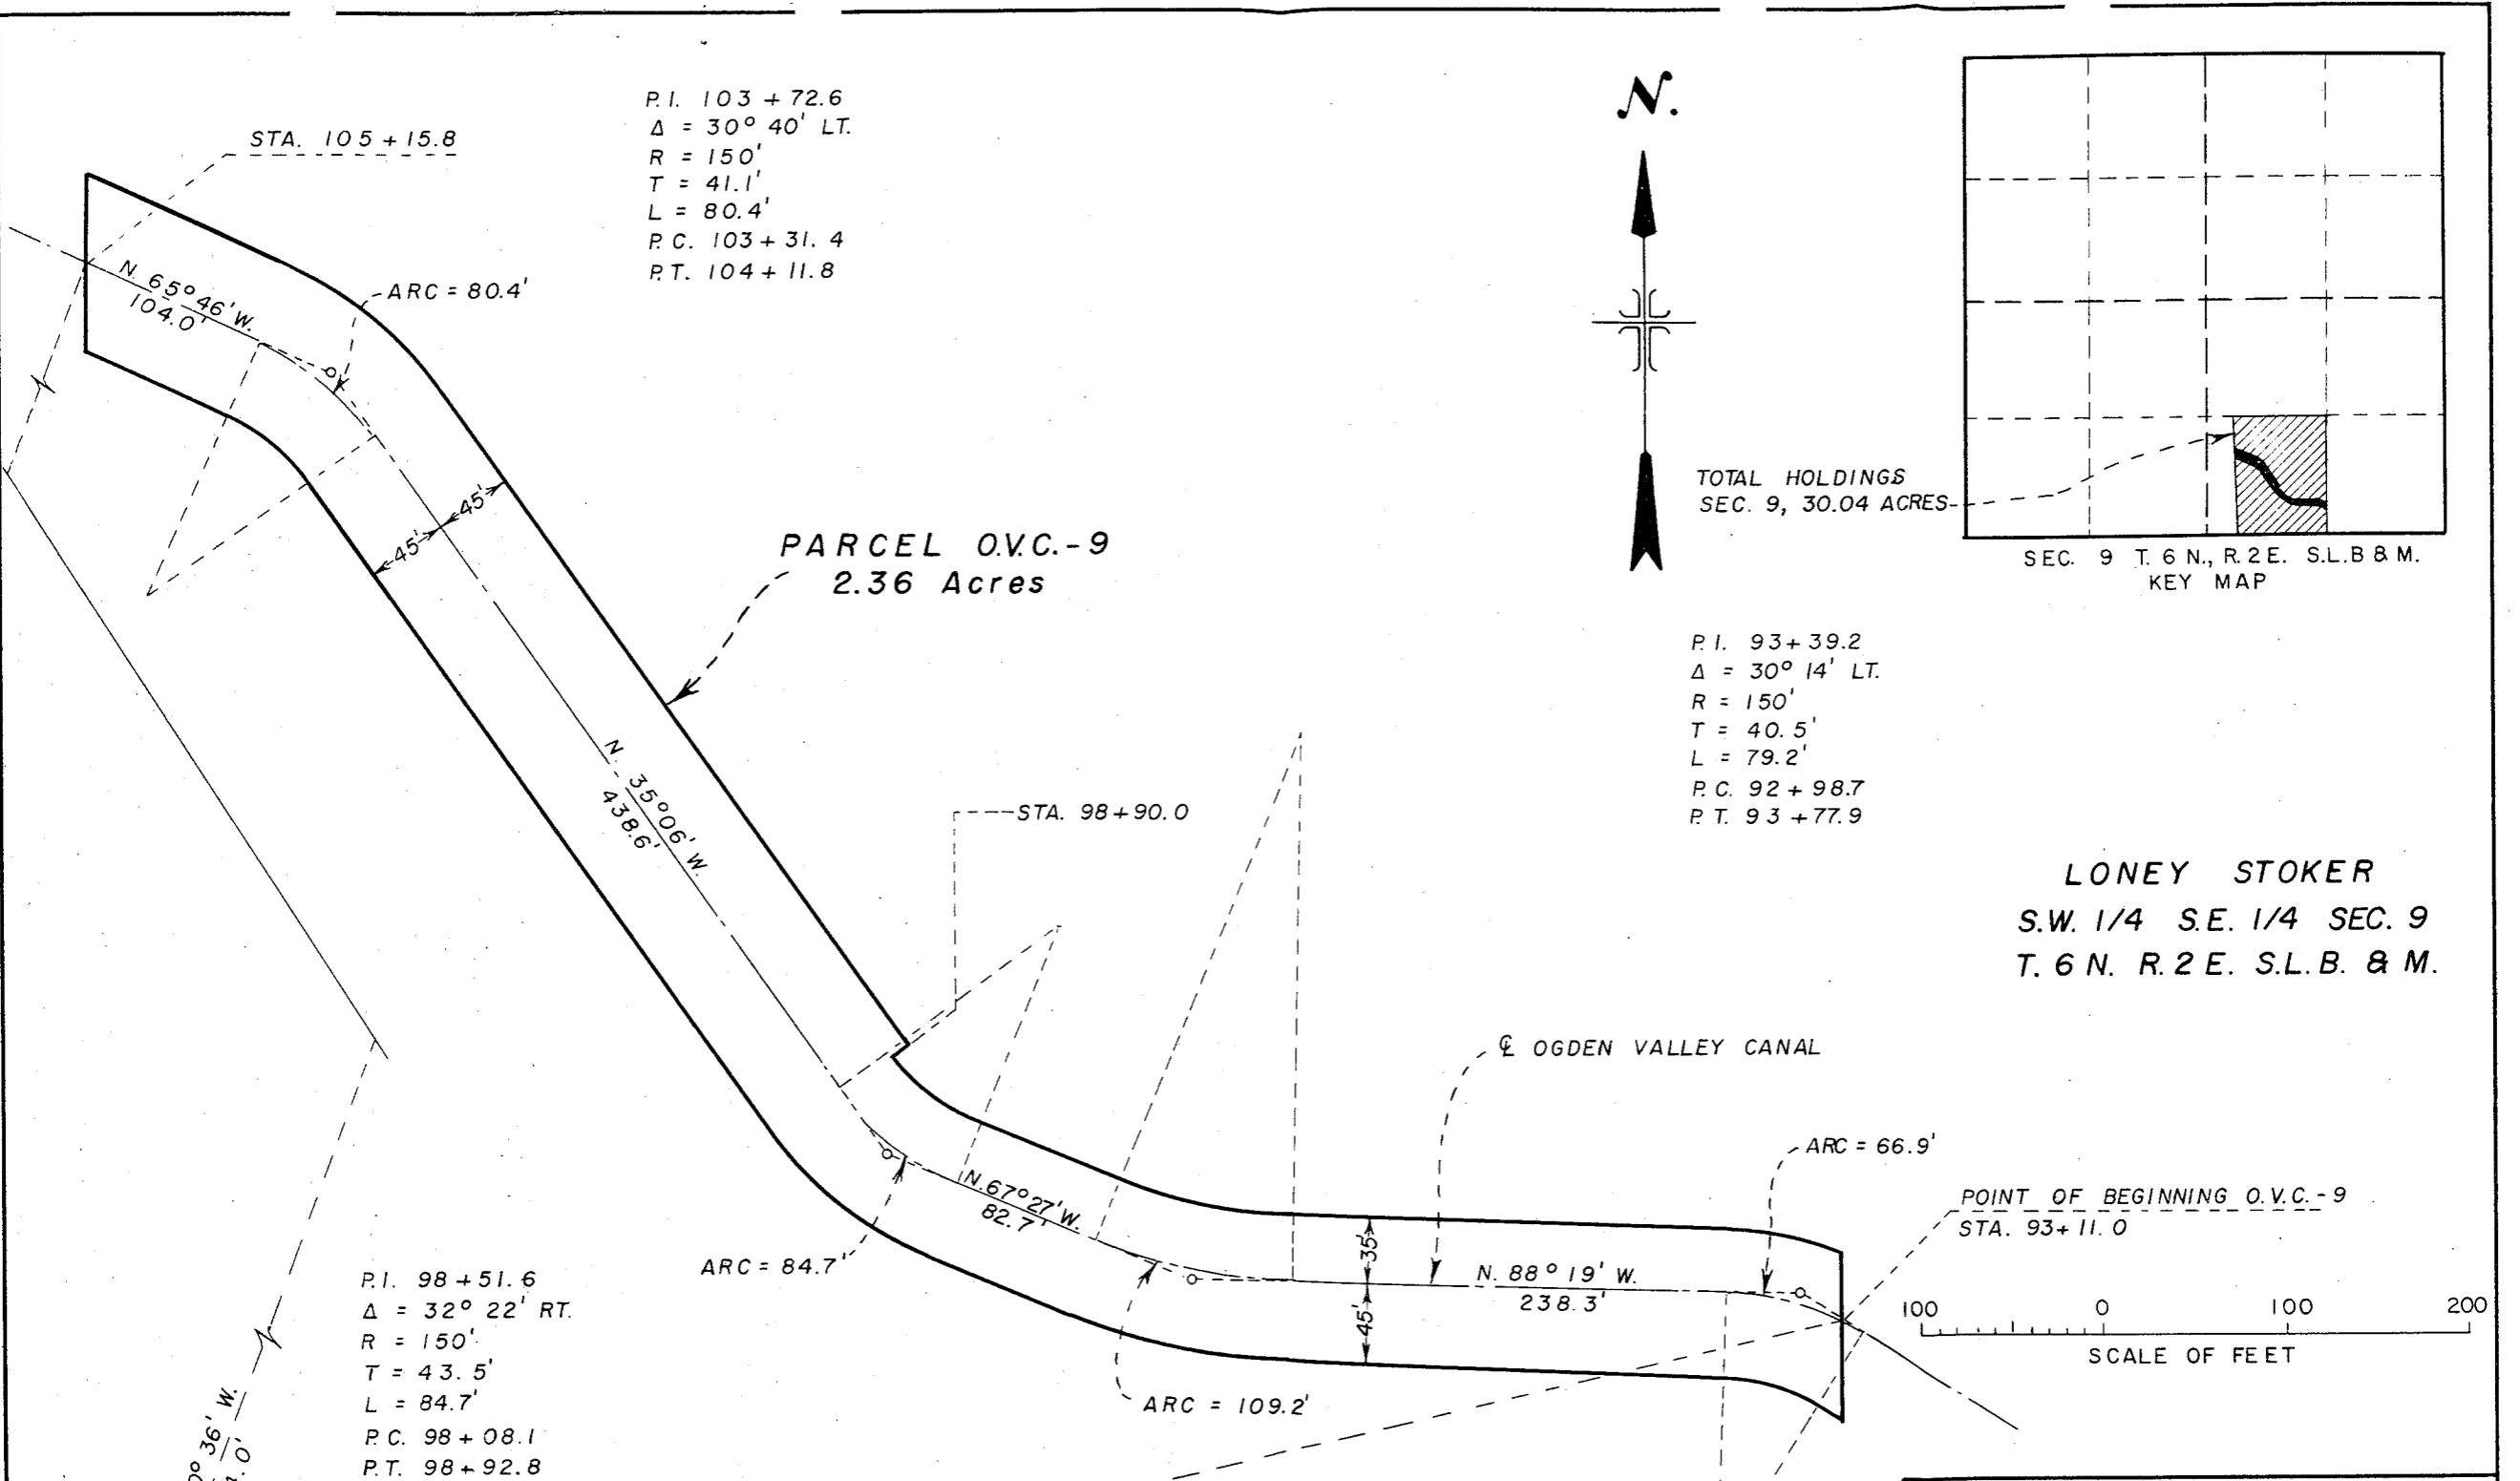 STA. 105+15.8
P.I. 103+72.6
Δ = 30° 40' LT.
R = 150'
T = 41.1'
L = 80.4'
P.C. 103+31.4
P.T. 104+11.8
N.
N. 65°46' W.
104.0'
ARC = 80.4'
45'
45'
PARCEL O.V.C.-9
2.36 Acres
TOTAL HOLDINGS
SEC. 9, 30.04 ACRES
SEC. 9 T. 6 N., R. 2 E. S.L.B & M.
KEY MAP
P.I. 93+39.2
Δ = 30° 14' LT.
R = 150'
T = 40.5'
L = 79.2'
P.C. 92+98.7
P.T. 93+77.9
N. 35°06' W.
438.6'
STA. 98+90.0
LONEY STOKER
S.W. 1/4 S.E. 1/4 SEC. 9
T. 6 N. R. 2 E. S.L.B. & M.
℄ OGDEN VALLEY CANAL
ARC = 66.9'
POINT OF BEGINNING O.V.C.-9
STA. 93+11.0
N. 67°27' W.
82.7'
35'
45'
N. 88°19' W.
238.3'
ARC = 84.7'
ARC = 109.2'
100 0 100 200
SCALE OF FEET
P.I. 98+51.6
Δ = 32° 22' RT.
R = 150'
T = 43.5'
L = 84.7'
P.C. 98+08.1
P.T. 98+92.8
36' W.
.0'